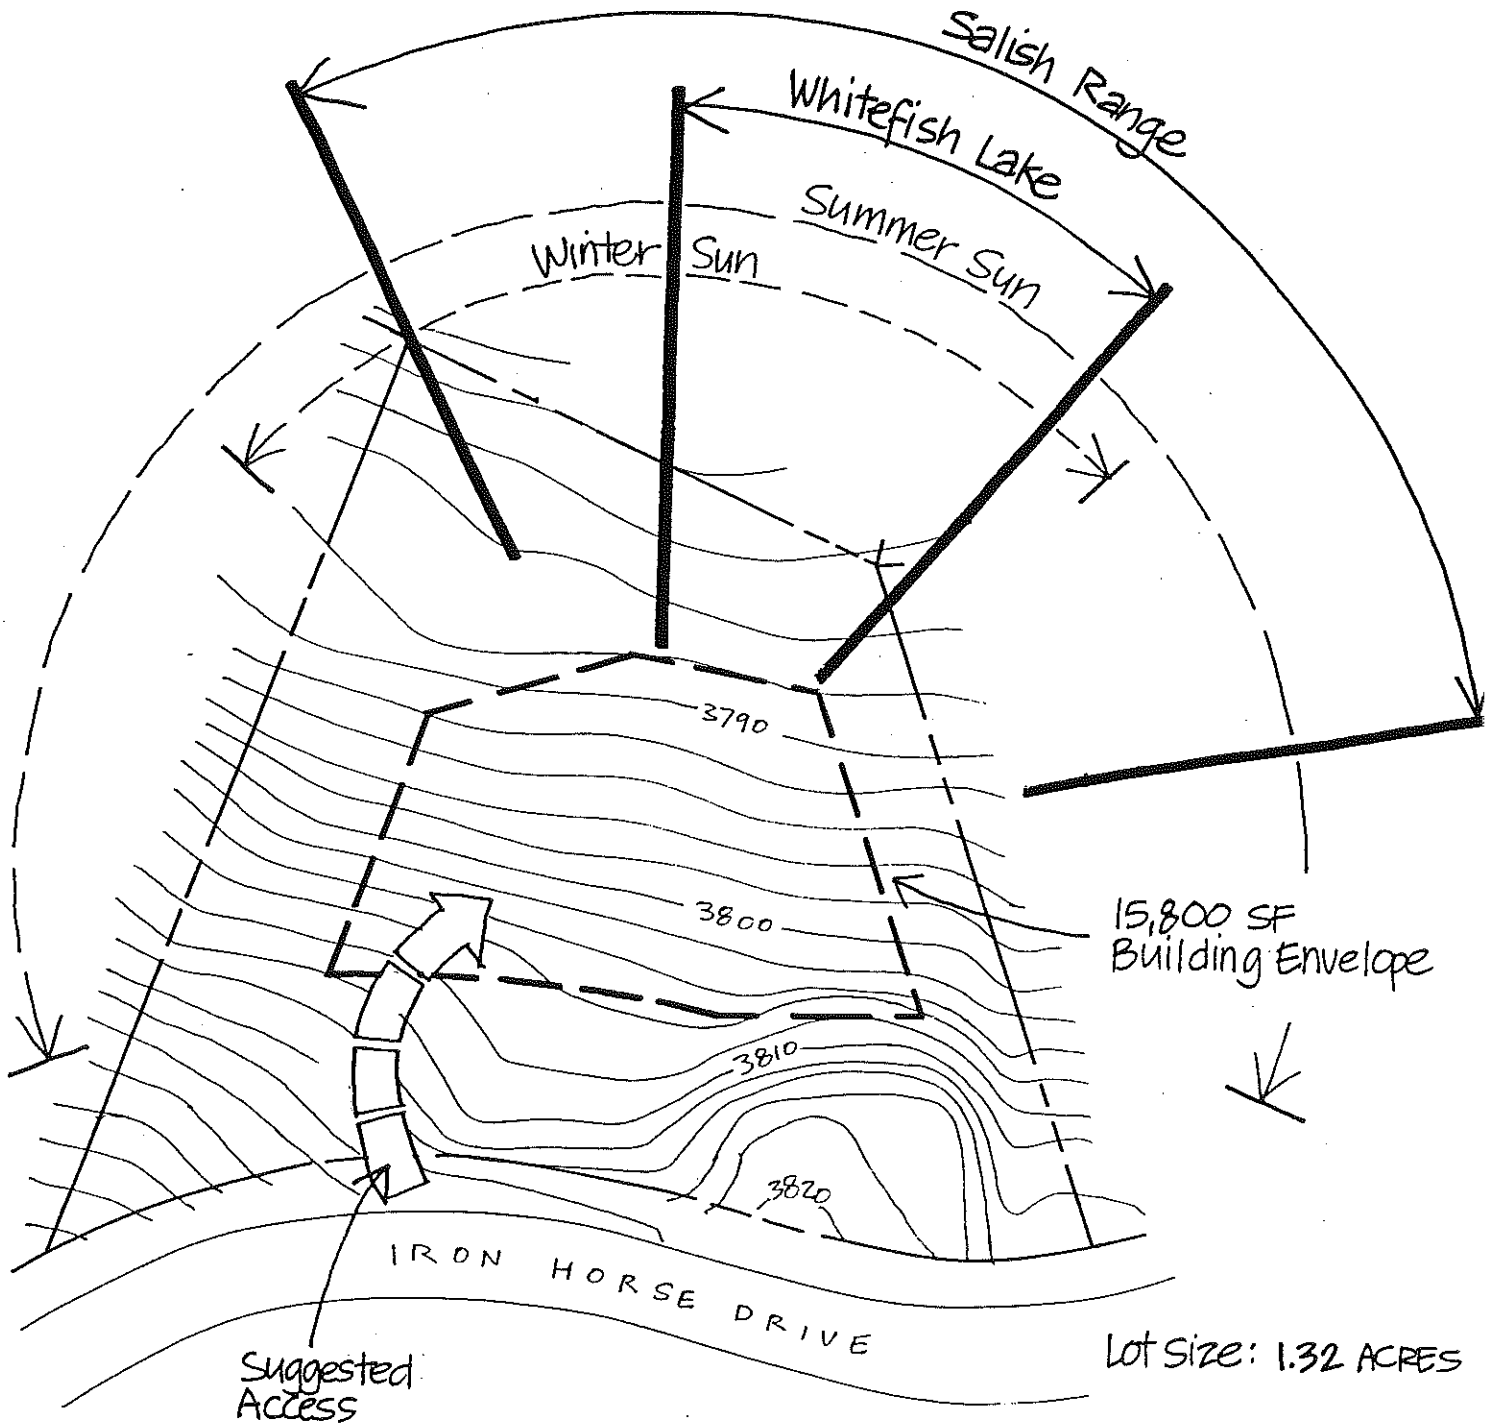 Salish Range
Whitefish Lake
Summer Sun
Winter Sun
3790
3800
15,800 SF
Building Envelope
3810
3820
IRON HORSE DRIVE
Suggested
Access
Lot Size: 1.32 ACRES